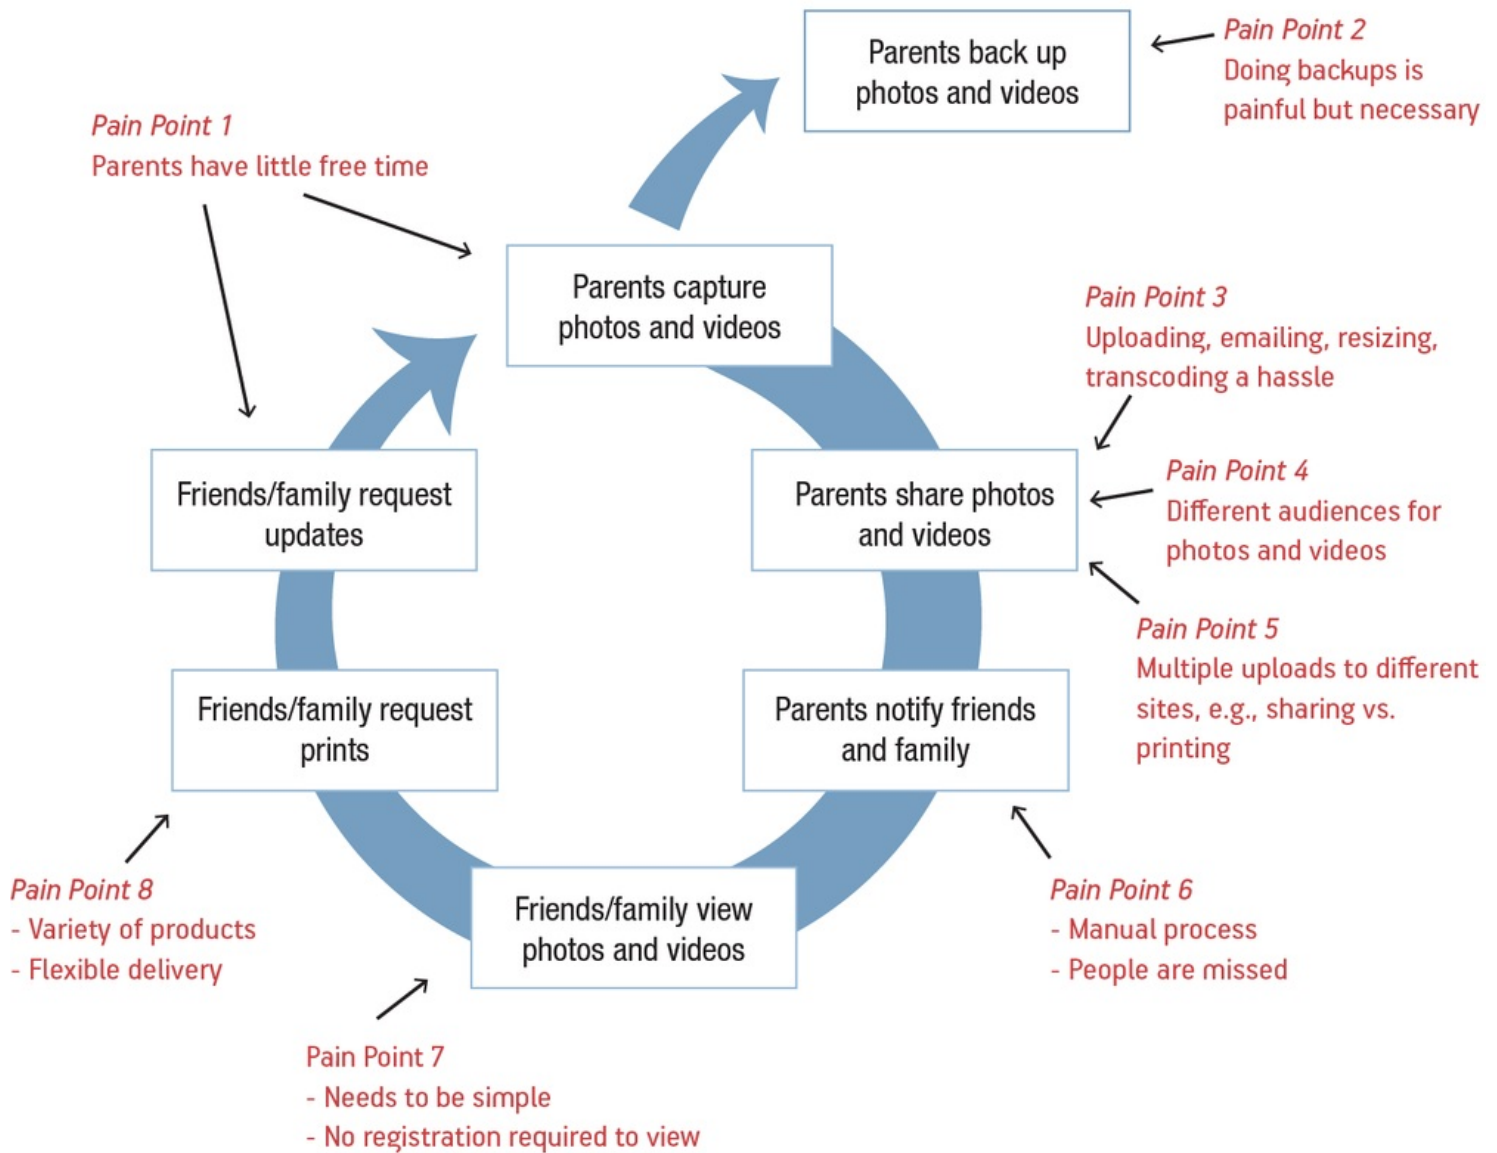 Parents back up
photos and videos
Pain Point 2
Doing backups is
painful but necessary
Pain Point 1
Parents have little free time
Parents capture
photos and videos
Pain Point 3
Uploading, emailing, resizing,
transcoding a hassle
Friends/family request
updates
Parents share photos
and videos
Pain Point 4
Different audiences for
photos and videos
Pain Point 5
Multiple uploads to different
sites, e.g., sharing vs.
printing
Friends/family request
prints
Parents notify friends
and family
Pain Point 8
- Variety of products
- Flexible delivery
Friends/family view
photos and videos
Pain Point 6
- Manual process
- People are missed
Pain Point 7
- Needs to be simple
- No registration required to view